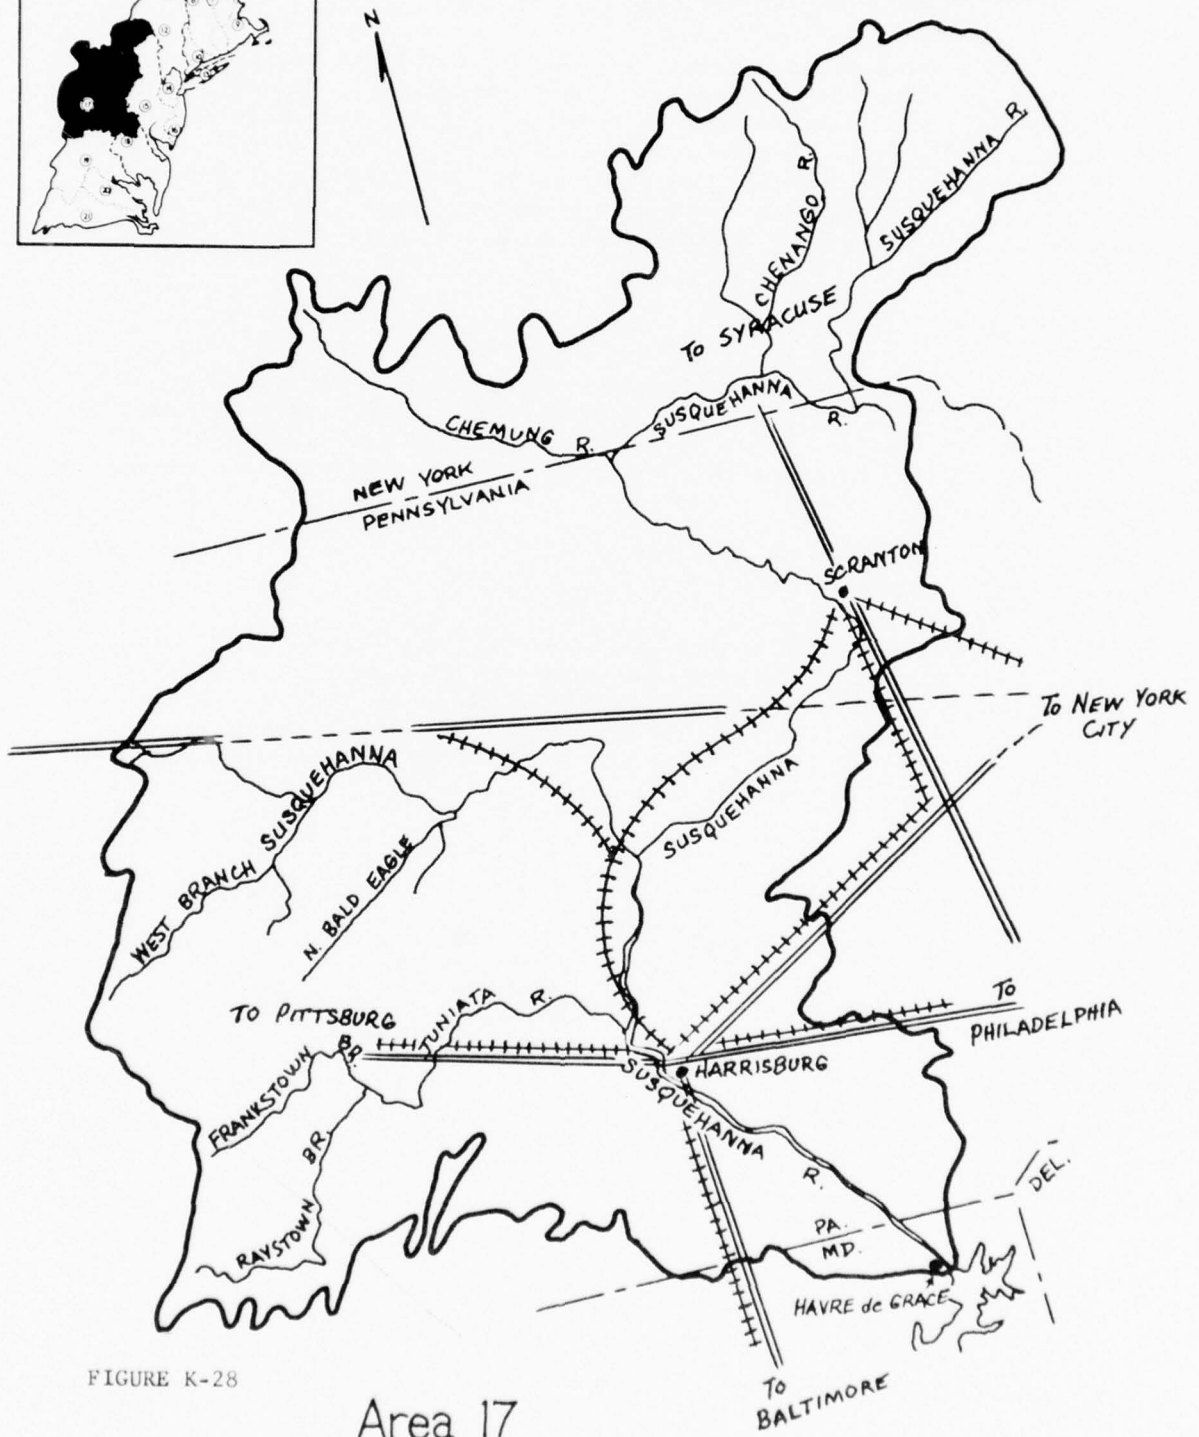 N
CHENANGO R.
SUSQUEHANNA R.
TO SYRACUSE
SUSQUEHANNA R.
CHEMUNG R.
NEW YORK
PENNSYLVANIA
SCRANTON
TO NEW YORK
CITY
WEST BRANCH SUSQUEHANNA
SUSQUEHANNA
N. BALD EAGLE
TO PITTSBURG
TUNIATA R.
TO
PHILADELPHIA
FRANKSTOWN BR.
HARRISBURG
SUSQUEHANNA R.
RAYSTOWN BR.
DEL.
PA.
MD.
HAVRE de GRACE
FIGURE K-28
TO
BALTIMORE
Area 17